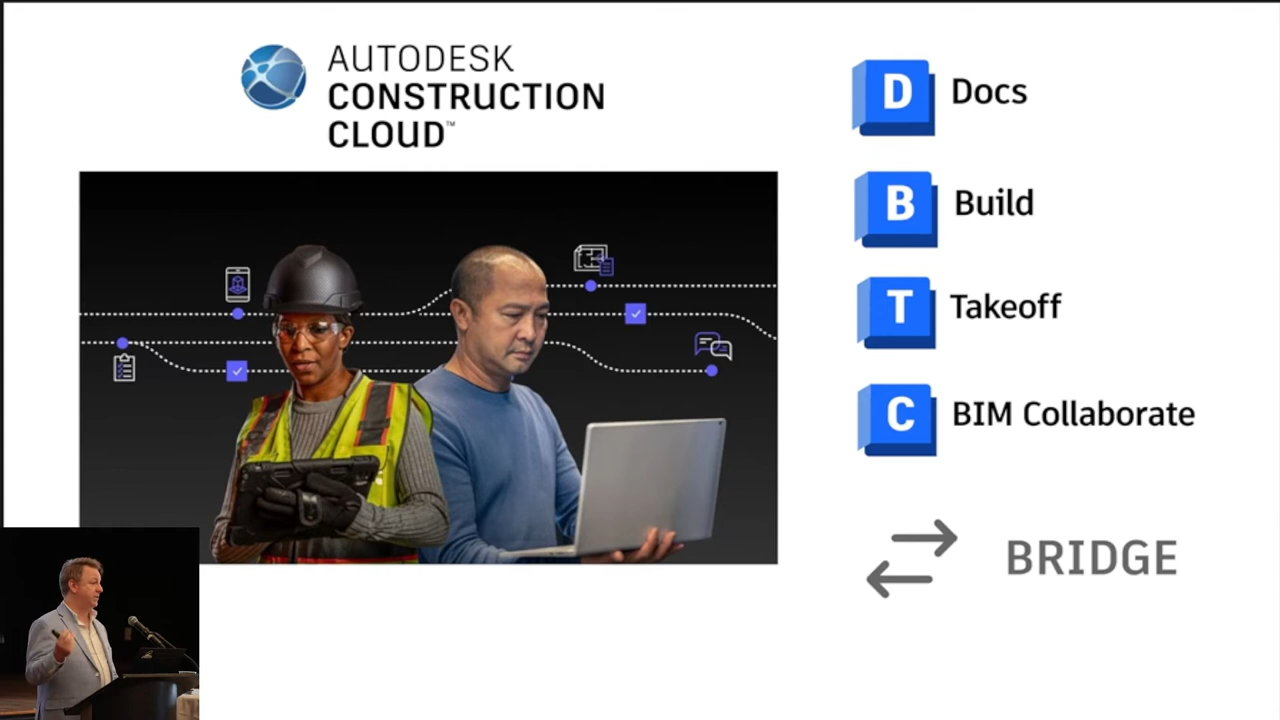 AUTODESK
CONSTRUCTION
CLOUD™
D Docs
B Build
T Takeoff
C BIM Collaborate
BRIDGE